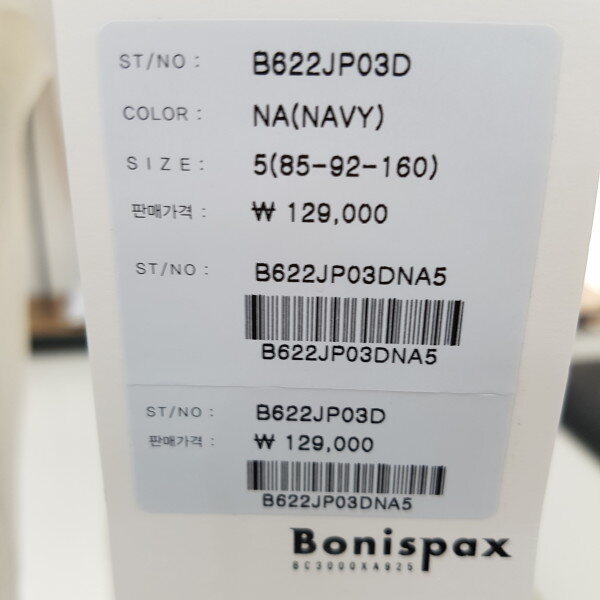 ST/NO : B622JP03D
COLOR : NA(NAVY)
SIZE : 5(85-92-160)
판매가격 : ₩ 129,000
ST/NO : B622JP03DNA5
B622JP03DNA5
ST/NO : B622JP03D
판매가격 : ₩ 129,000
B622JP03DNA5
Bonispax